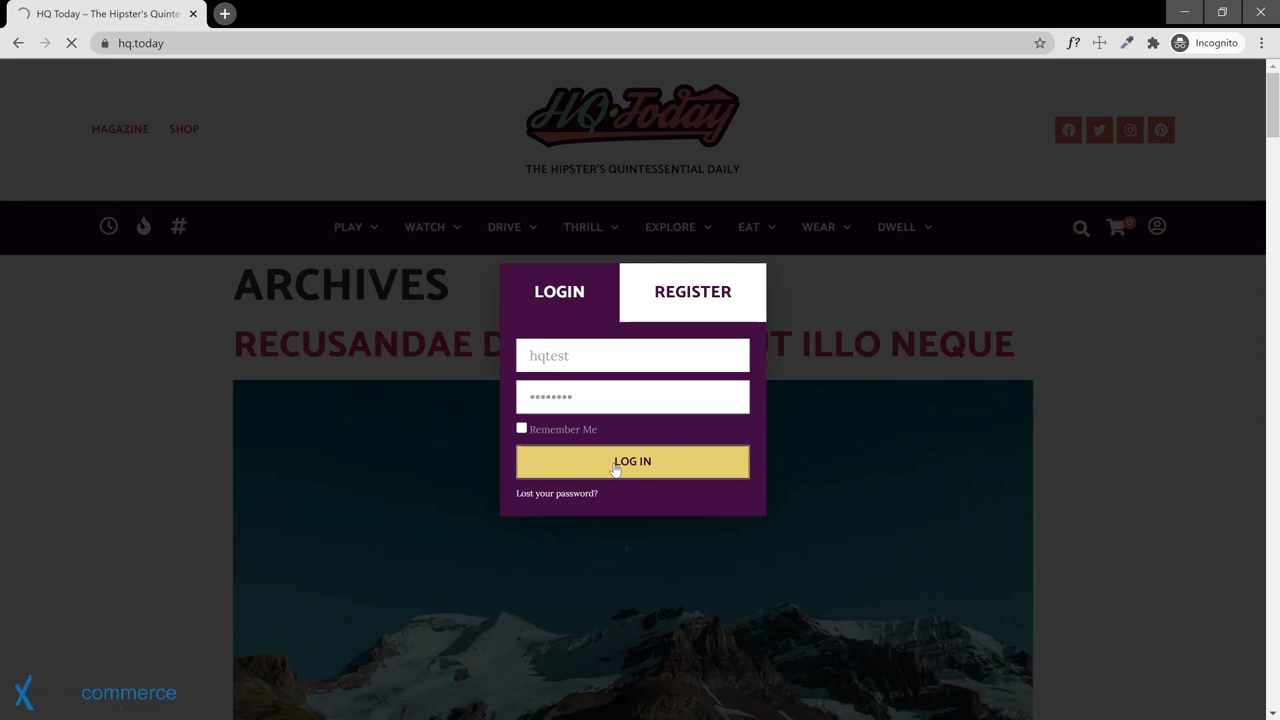 HQ Today – The Hipster's Quinte
hq.today
Incognito
MAGAZINE SHOP
HQ Today
THE HIPSTER'S QUINTESSENTIAL DAILY
PLAY WATCH DRIVE THRILL EXPLORE EAT WEAR DWELL
0
ARCHIVES
LOGIN REGISTER
RECUSANDAE D UT ILLO NEQUE
hqtest
••••••••
Remember Me
LOG IN
Lost your password?
commerce